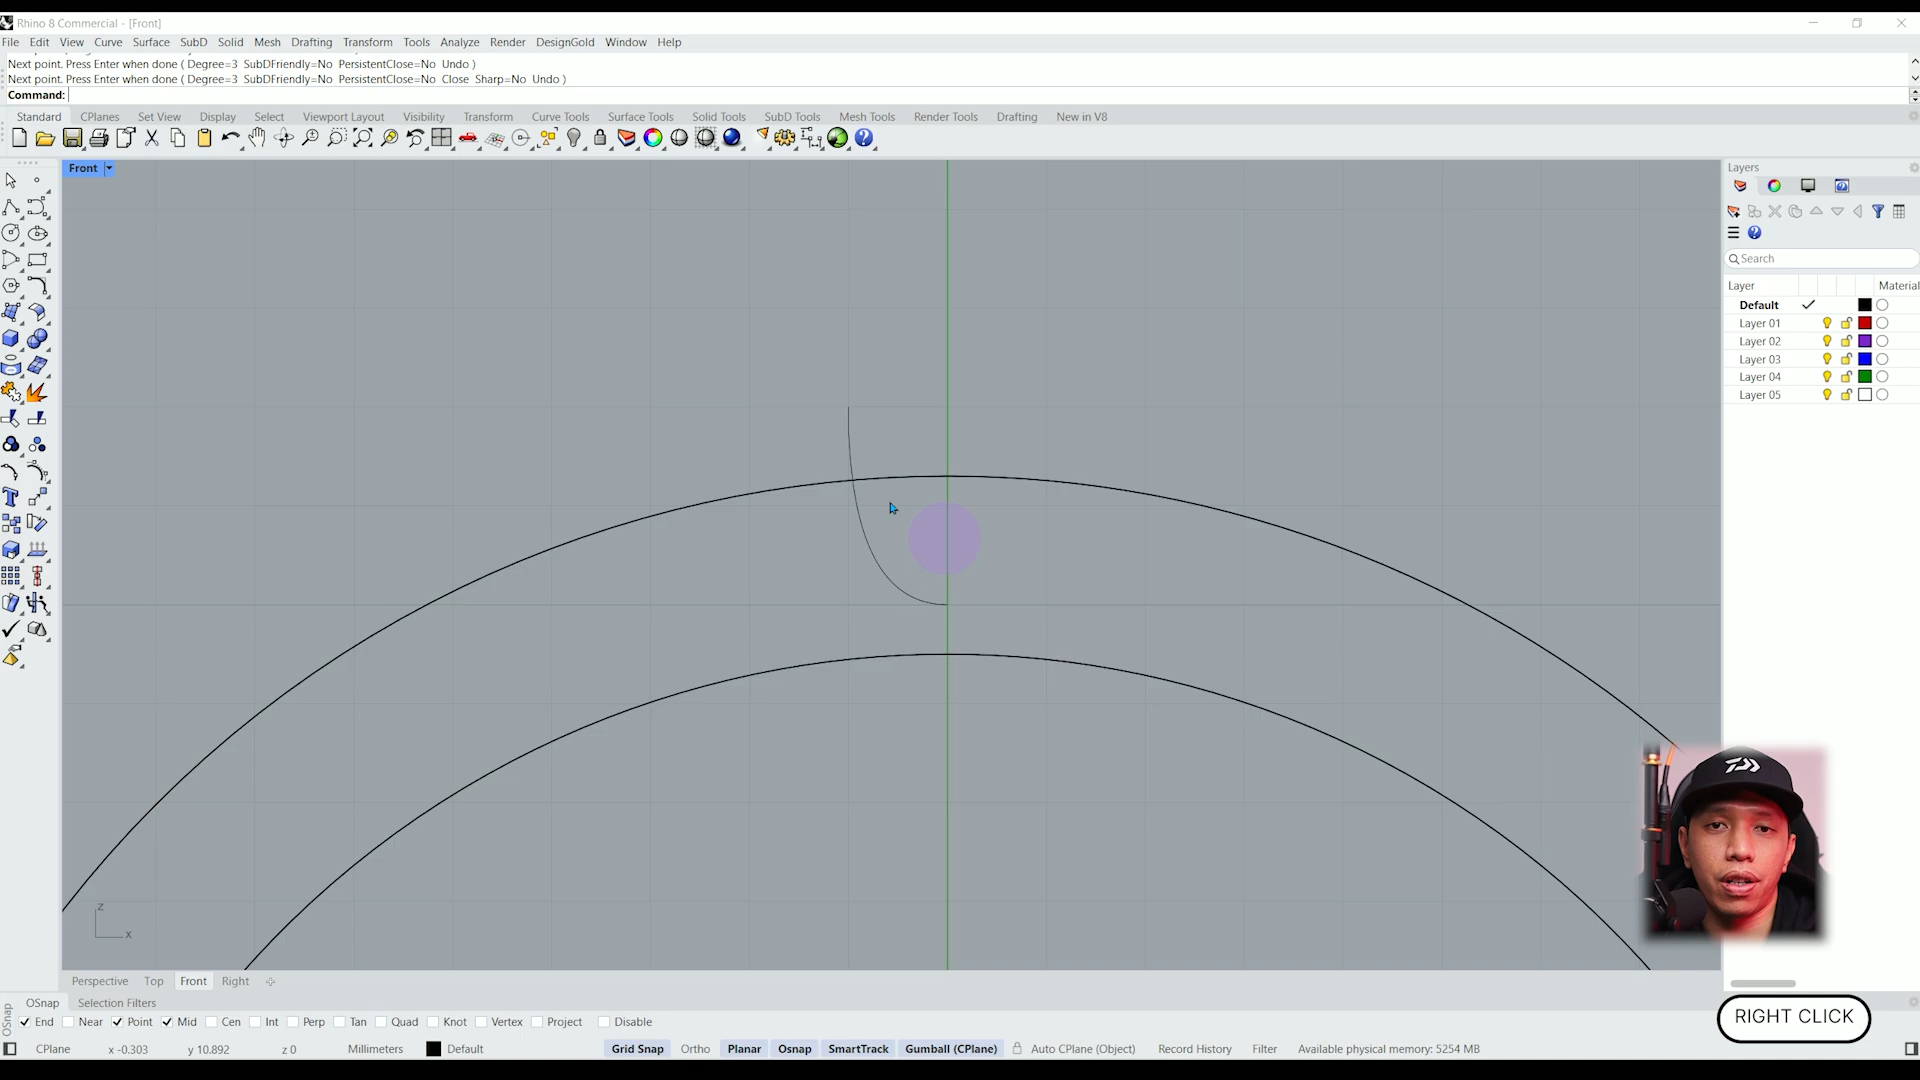 Rhino 8 Commercial - [Front]
File Edit View Curve Surface SubD Solid Mesh Drafting Transform Tools Analyze Render DesignGold Window Help
Next point. Press Enter when done ( Degree=3 SubDFriendly=No PersistentClose=No Undo )
Next point. Press Enter when done ( Degree=3 SubDFriendly=No PersistentClose=No Close Sharp=No Undo )
Command:
Standard CPlanes Set View Display Select Viewport Layout Visibility Transform Curve Tools Surface Tools Solid Tools SubD Tools Mesh Tools Render Tools Drafting New in V8
Front
Layers
Search
Layer Material
Default
Layer 01
Layer 02
Layer 03
Layer 04
Layer 05
z
x
Perspective Top Front Right
OSnap Selection Filters
OSnap
End Near Point Mid Cen Int Perp Tan Quad Knot Vertex Project Disable
RIGHT CLICK
CPlane x -0.303 y 10.892 z 0 Millimeters Default Grid Snap Ortho Planar Osnap SmartTrack Gumball (CPlane) Auto CPlane (Object) Record History Filter Available physical memory: 5254 MB